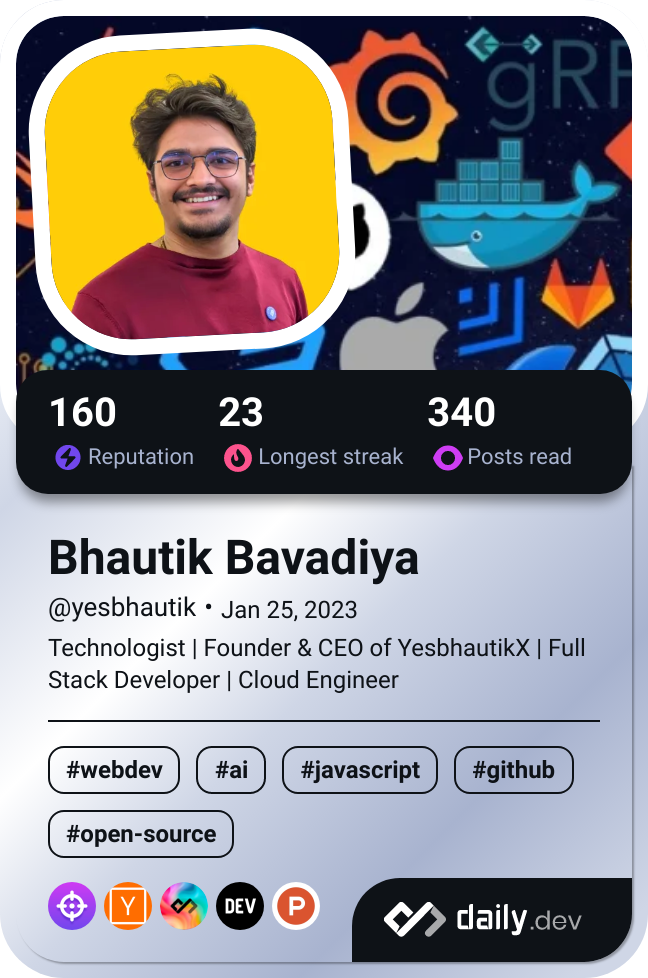 gRP
160
23
340
Reputation
Longest streak
Posts read
Bhautik Bavadiya
@yesbhautik • Jan 25, 2023
Technologist | Founder & CEO of YesbhautikX | Full
Stack Developer | Cloud Engineer
#webdev
#ai
#javascript
#github
#open-source
Y
DEV
P
daily.dev